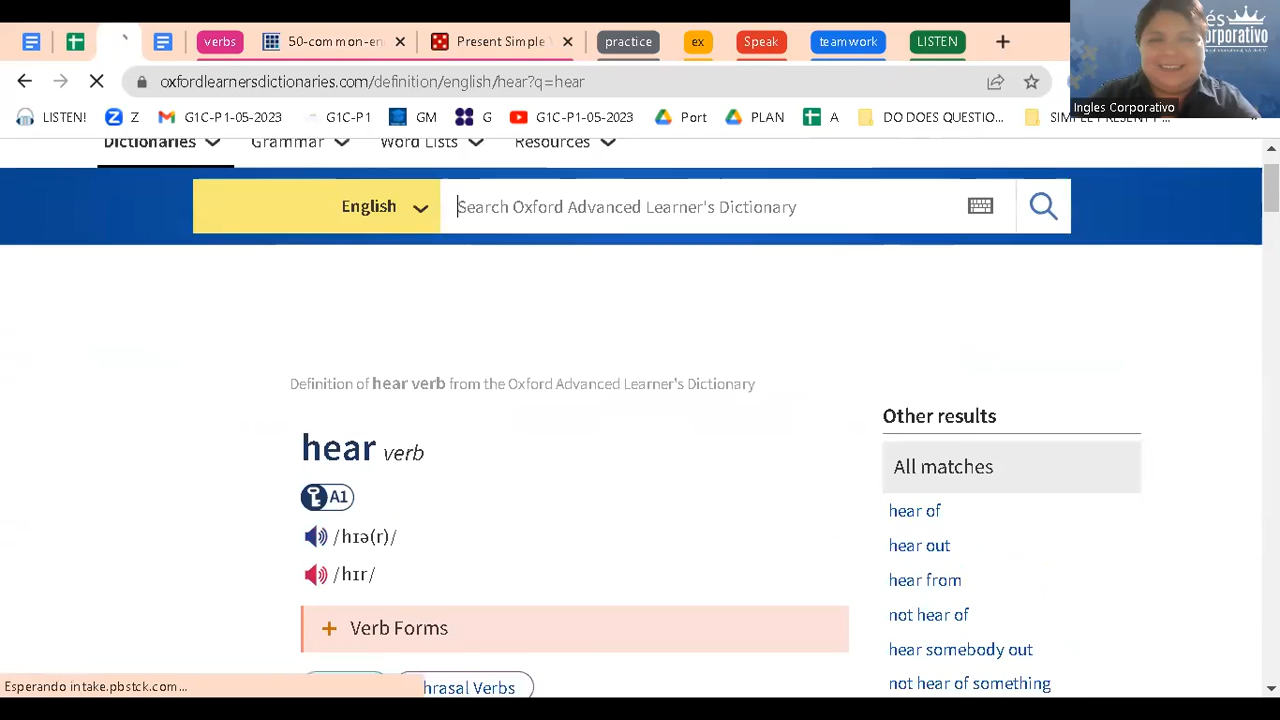 verbs
50-common-en
Present Simple
practice
ex
Speak
teamwork
LISTEN
és
Corporativo
oxfordlearnersdictionaries.com/definition/english/hear?q=hear
Ingles Corporativo
LISTEN!
Z
G1C-P1-05-2023
G1C-P1
GM
G
G1C-P1-05-2023
Port
PLAN
A
DO DOES QUESTIO...
Dictionaries
Grammar
Word Lists
Resources
English
Search Oxford Advanced Learner's Dictionary
Definition of hear verb from the Oxford Advanced Learner's Dictionary
hear verb
A1
/hɪə(r)/
/hɪr/
+ Verb Forms
hrasal Verbs
Other results
All matches
hear of
hear out
hear from
not hear of
hear somebody out
not hear of something
Esperando intake.pbstck.com...